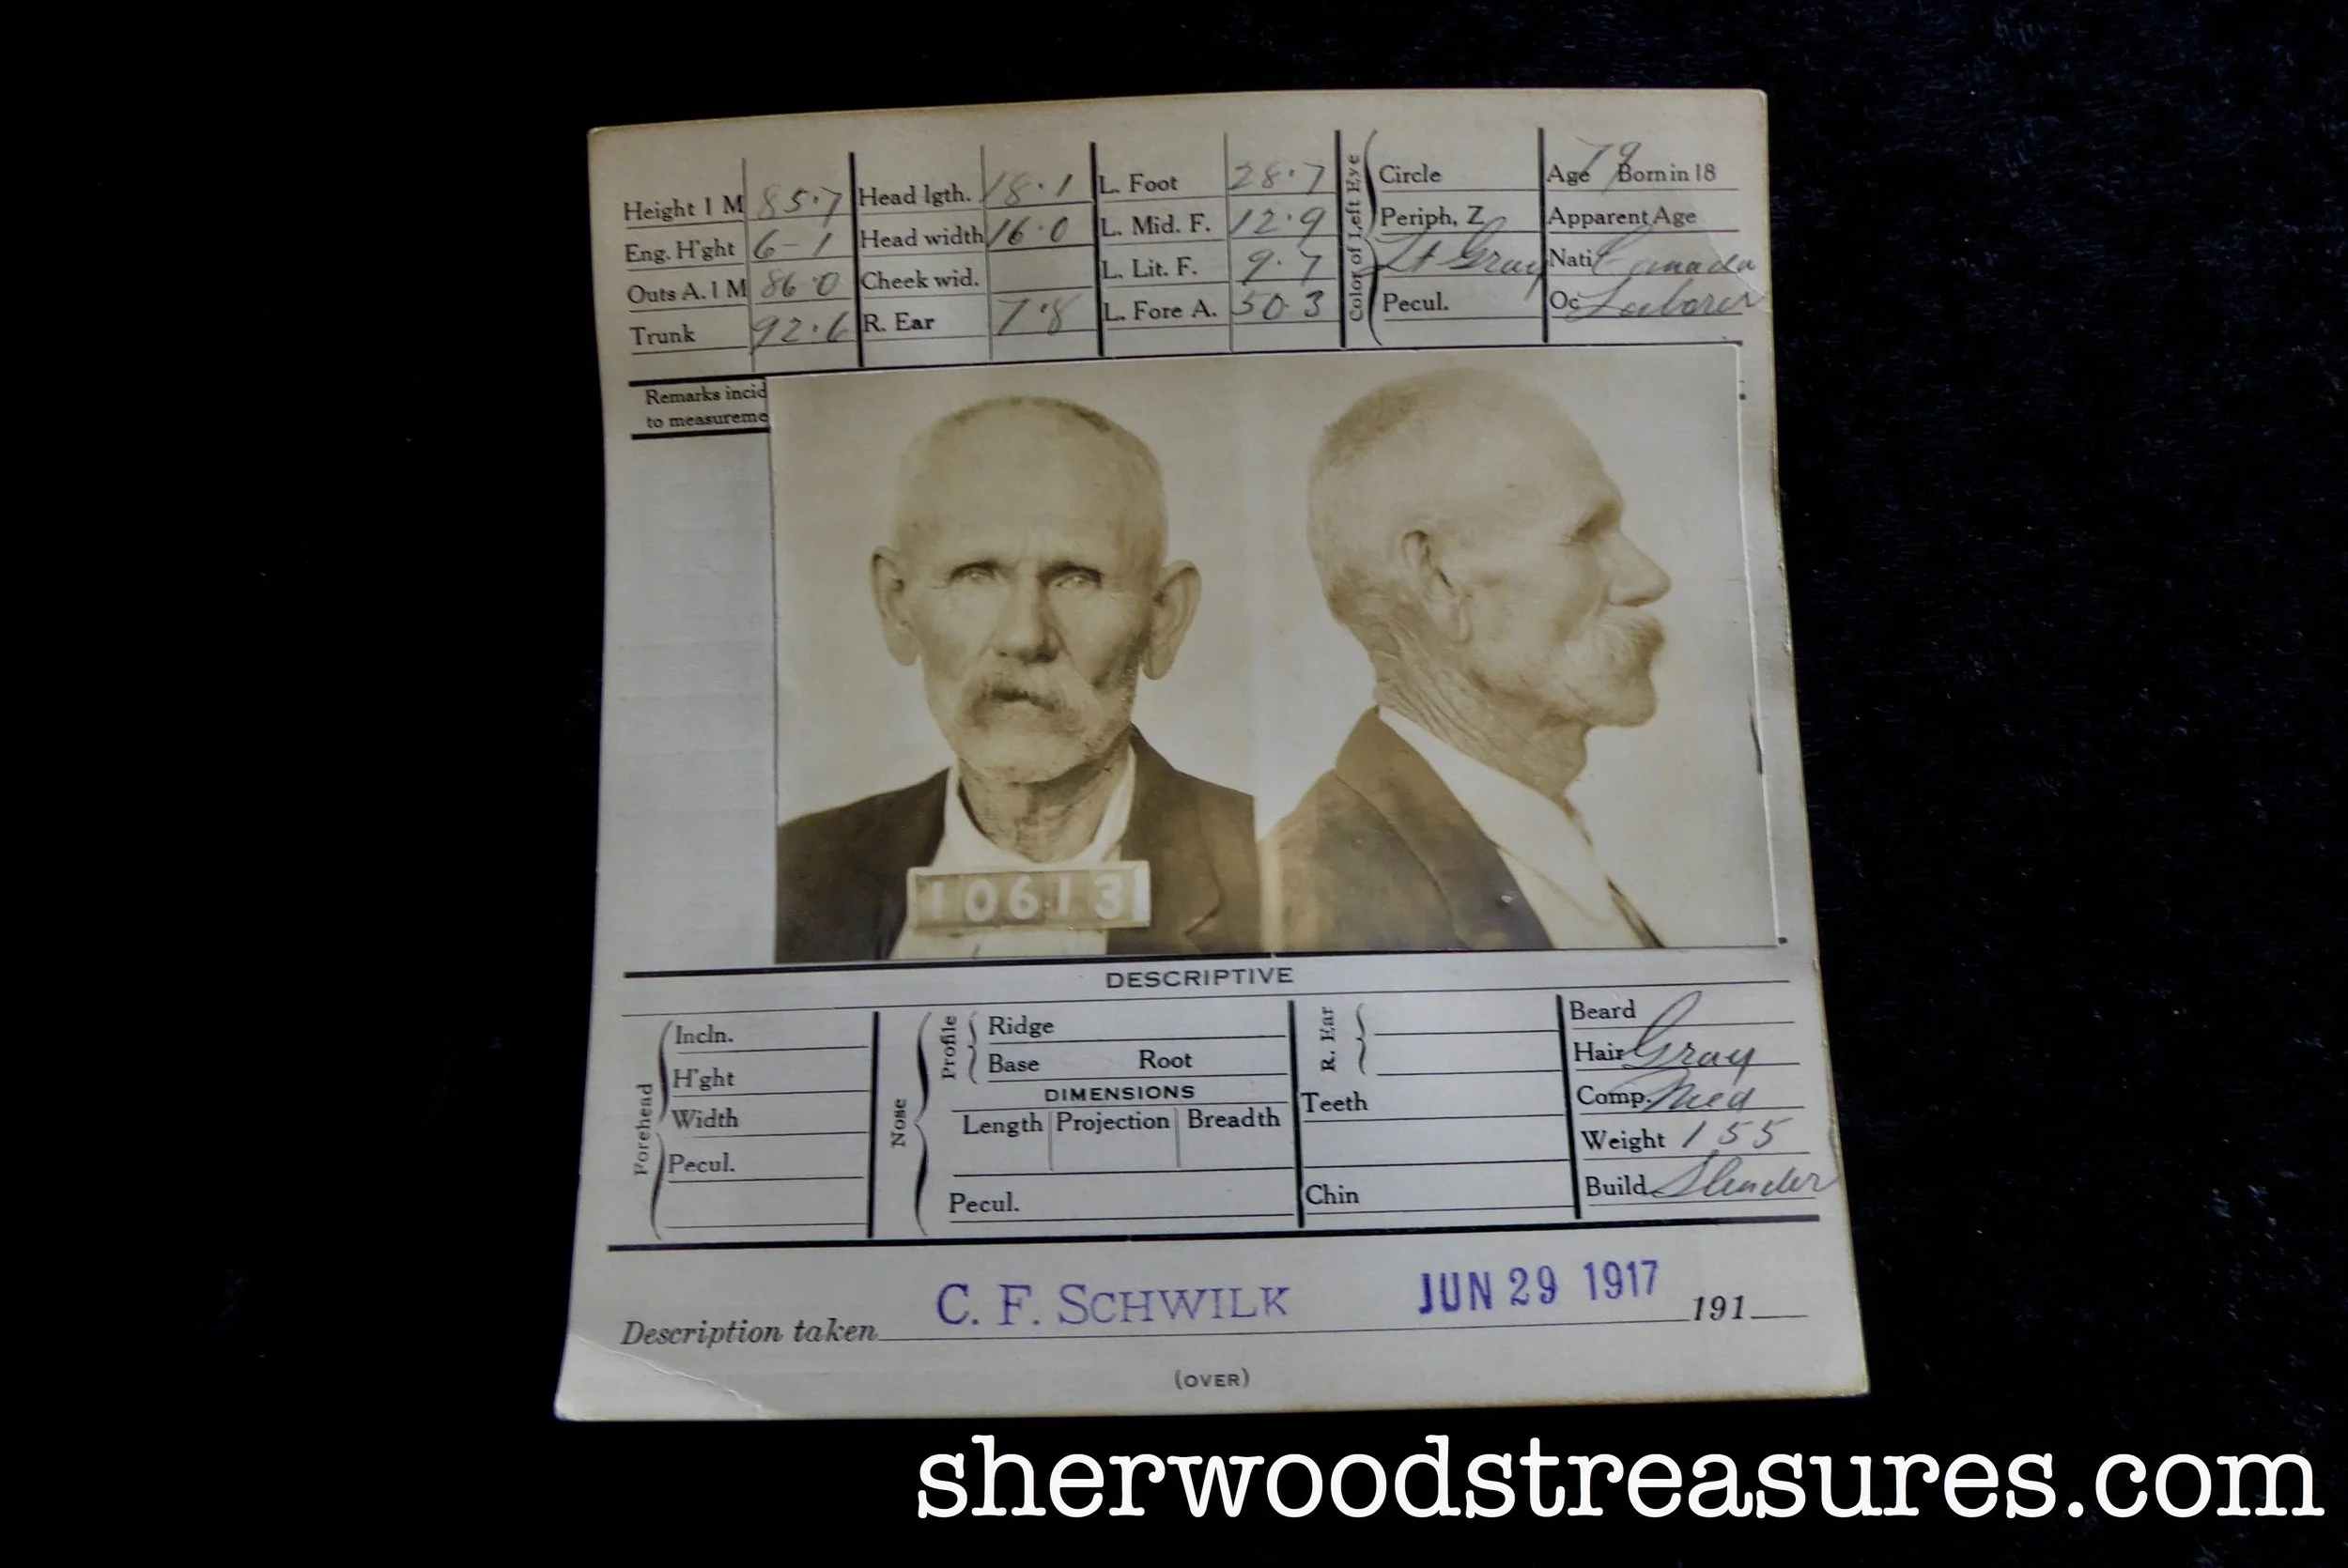 Height 1 M 85.7 Head lgth. 18.1 L. Foot 28.7 Circle Age 79 Born in 18
Eng. H'ght 6-1 Head width 16.0 L. Mid. F. 12.9 Periph, Z Apparent Age
Outs A. 1 M 86.0 Cheek wid. L. Lit. F. 9.7 Lt Gray Nati Canada
Trunk 92.6 R. Ear 7.8 L. Fore A. 50.3 Pecul. Oc Laborer
Color of Left Eye
Remarks incid
to measureme
10613
DESCRIPTIVE
Forehead
Incln.
H'ght
Width
Pecul.
Nose
Profile
Ridge
Base Root
DIMENSIONS
Length Projection Breadth
Pecul.
R. Ear
Teeth
Chin
Beard
Hair Gray
Comp. Med
Weight 155
Build Slender
Description taken C. F. SCHWILK JUN 29 1917 191
(OVER)
sherwoodstreasures.com